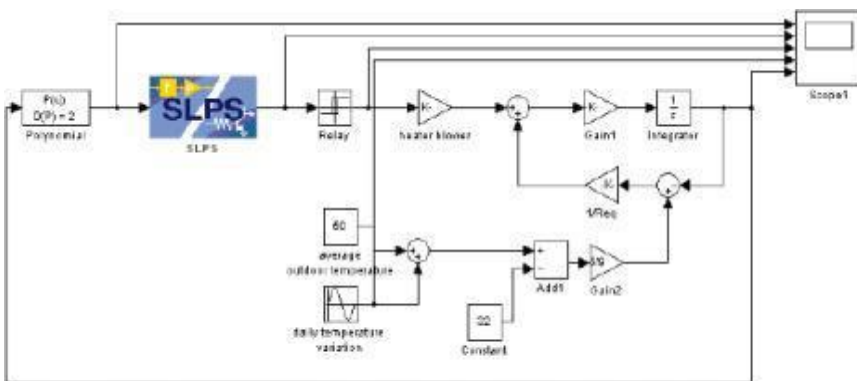 P(u)
O(P) = 2
Polynomial
SLPS
SLPS
Relay
K-
heater blower
K-
Gain1
1
s
Integrator
Scope1
K-
1/Req
60
average
outdoor temperature
daily temperature
variation
Add1
5/9
Gain2
32
Constant